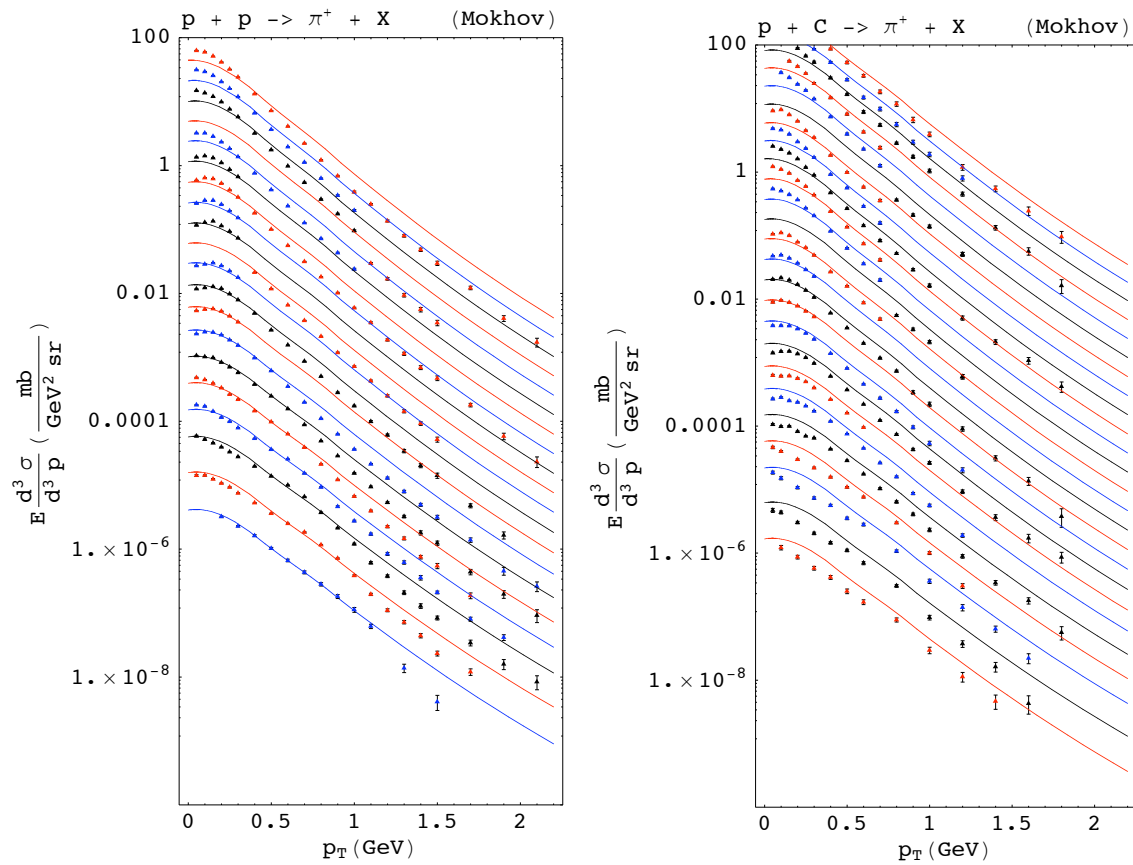 p + p -> π⁺ + X (Mokhov)
100
1
0.01
0.0001
1.×10⁻⁶
1.×10⁻⁸
E d³σ/d³p ( mb/GeV² sr )
0 0.5 1 1.5 2
p_T (GeV)
p + C -> π⁺ + X (Mokhov)
100
1
0.01
0.0001
1.×10⁻⁶
1.×10⁻⁸
E d³σ/d³p ( mb/GeV² sr )
0 0.5 1 1.5 2
p_T (GeV)